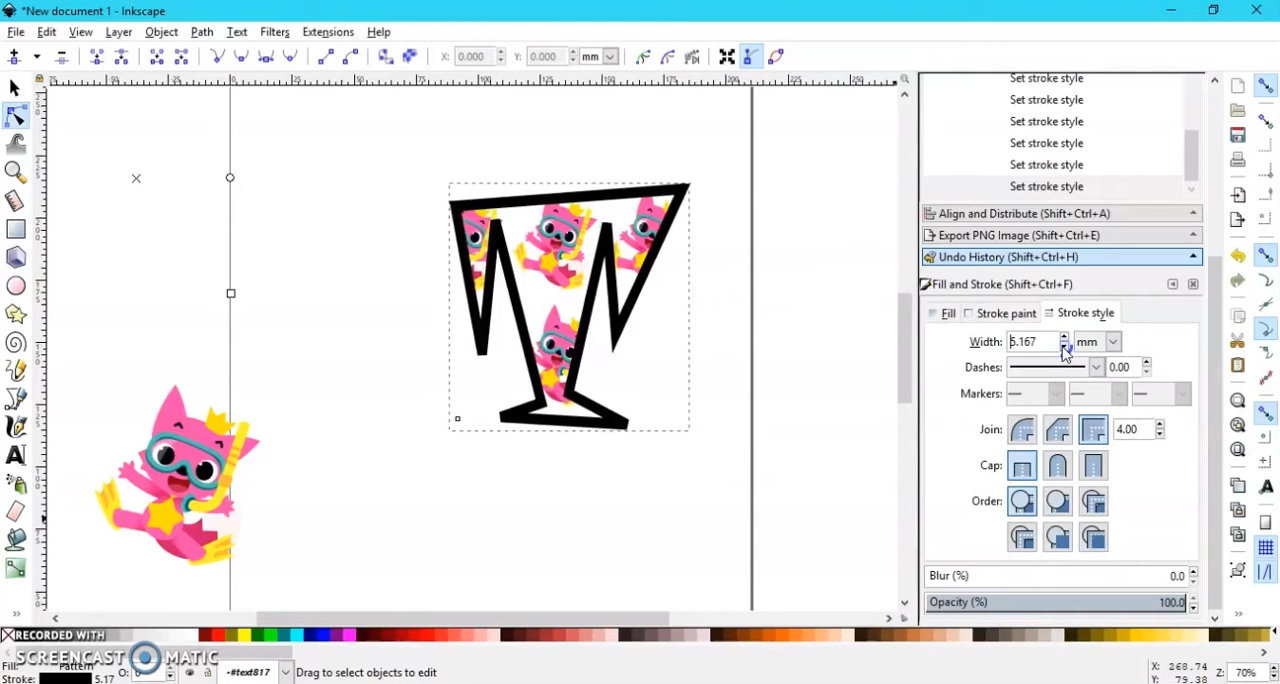 *New document 1 - Inkscape
File Edit View Layer Object Path Text Filters Extensions Help
X: 0.000 Y: 0.000 mm
Set stroke style
Set stroke style
Set stroke style
Set stroke style
Set stroke style
Set stroke style
Align and Distribute (Shift+Ctrl+A)
Export PNG Image (Shift+Ctrl+E)
Undo History (Shift+Ctrl+H)
Fill and Stroke (Shift+Ctrl+F)
Fill Stroke paint Stroke style
Width: 5.167 mm
Dashes: 0.00
Markers:
Join: 4.00
Cap:
Order:
Blur (%) 0.0
Opacity (%) 100.0
RECORDED WITH
SCREENCAST MATIC
Fill: Pattern
Stroke: 5.17
O:
-#text817
Drag to select objects to edit
X: 268.74
Y: 79.38
Z: 70%